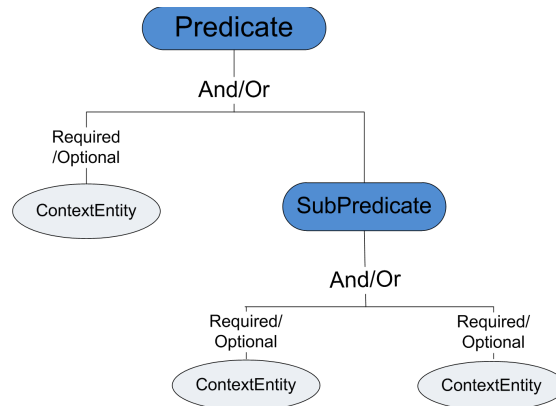 Predicate
And/Or
Required
/Optional
ContextEntity
SubPredicate
And/Or
Required/
Optional
Required/
Optional
ContextEntity
ContextEntity